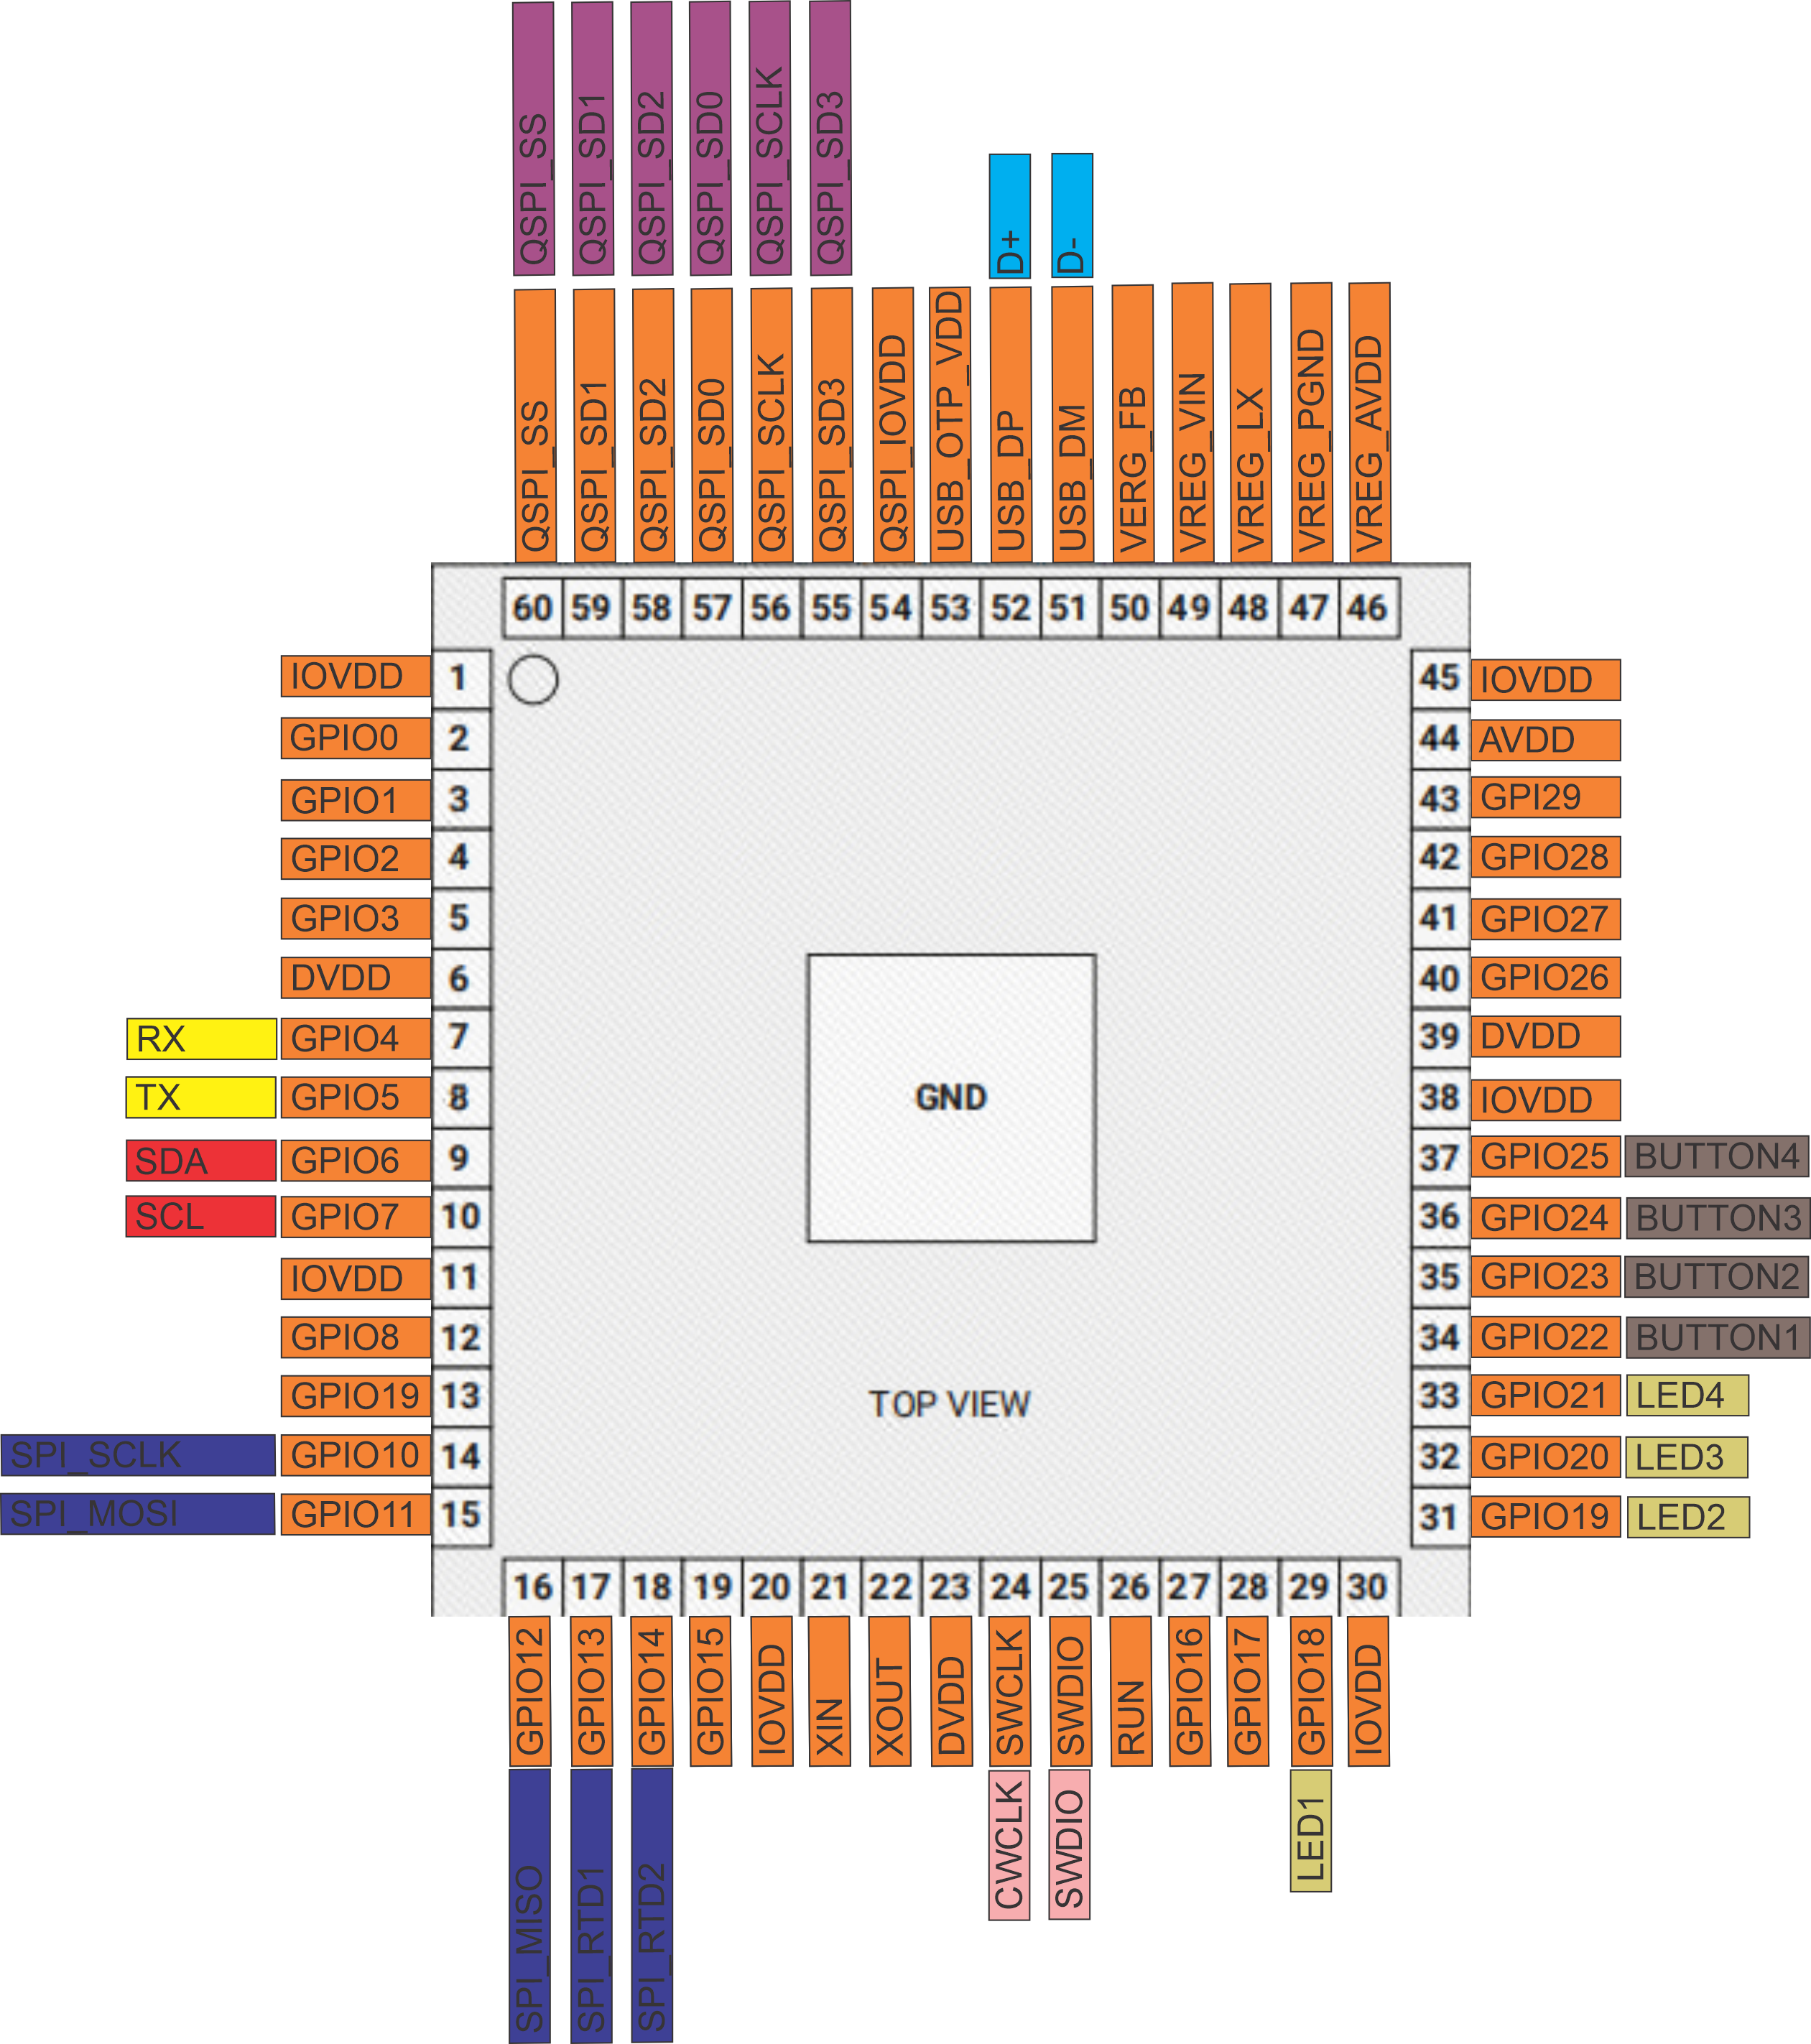 QSPI_SS QSPI_SD1 QSPI_SD2 QSPI_SD0 QSPI_SCLK QSPI_SD3
D+ D-
QSPI_SS QSPI_SD1 QSPI_SD2 QSPI_SD0 QSPI_SCLK QSPI_SD3 QSPI_IOVDD USB_OTP_VDD USB_DP USB_DM VERG_FB VREG_VIN VREG_LX VREG_PGND VREG_AVDD
60 59 58 57 56 55 54 53 52 51 50 49 48 47 46
IOVDD 1 45 IOVDD
GPIO0 2 44 AVDD
GPIO1 3 43 GPI29
GPIO2 4 42 GPIO28
GPIO3 5 41 GPIO27
DVDD 6 40 GPIO26
RX GPIO4 7 39 DVDD
TX GPIO5 8 GND 38 IOVDD
SDA GPIO6 9 37 GPIO25 BUTTON4
SCL GPIO7 10 36 GPIO24 BUTTON3
IOVDD 11 35 GPIO23 BUTTON2
GPIO8 12 34 GPIO22 BUTTON1
GPIO19 13 TOP VIEW 33 GPIO21 LED4
SPI_SCLK GPIO10 14 32 GPIO20 LED3
SPI_MOSI GPIO11 15 31 GPIO19 LED2
16 17 18 19 20 21 22 23 24 25 26 27 28 29 30
GPIO12 GPIO13 GPIO14 GPIO15 IOVDD XIN XOUT DVDD SWCLK SWDIO RUN GPIO16 GPIO17 GPIO18 IOVDD
SPI_MISO SPI_RTD1 SPI_RTD2 CWCLK SWDIO LED1